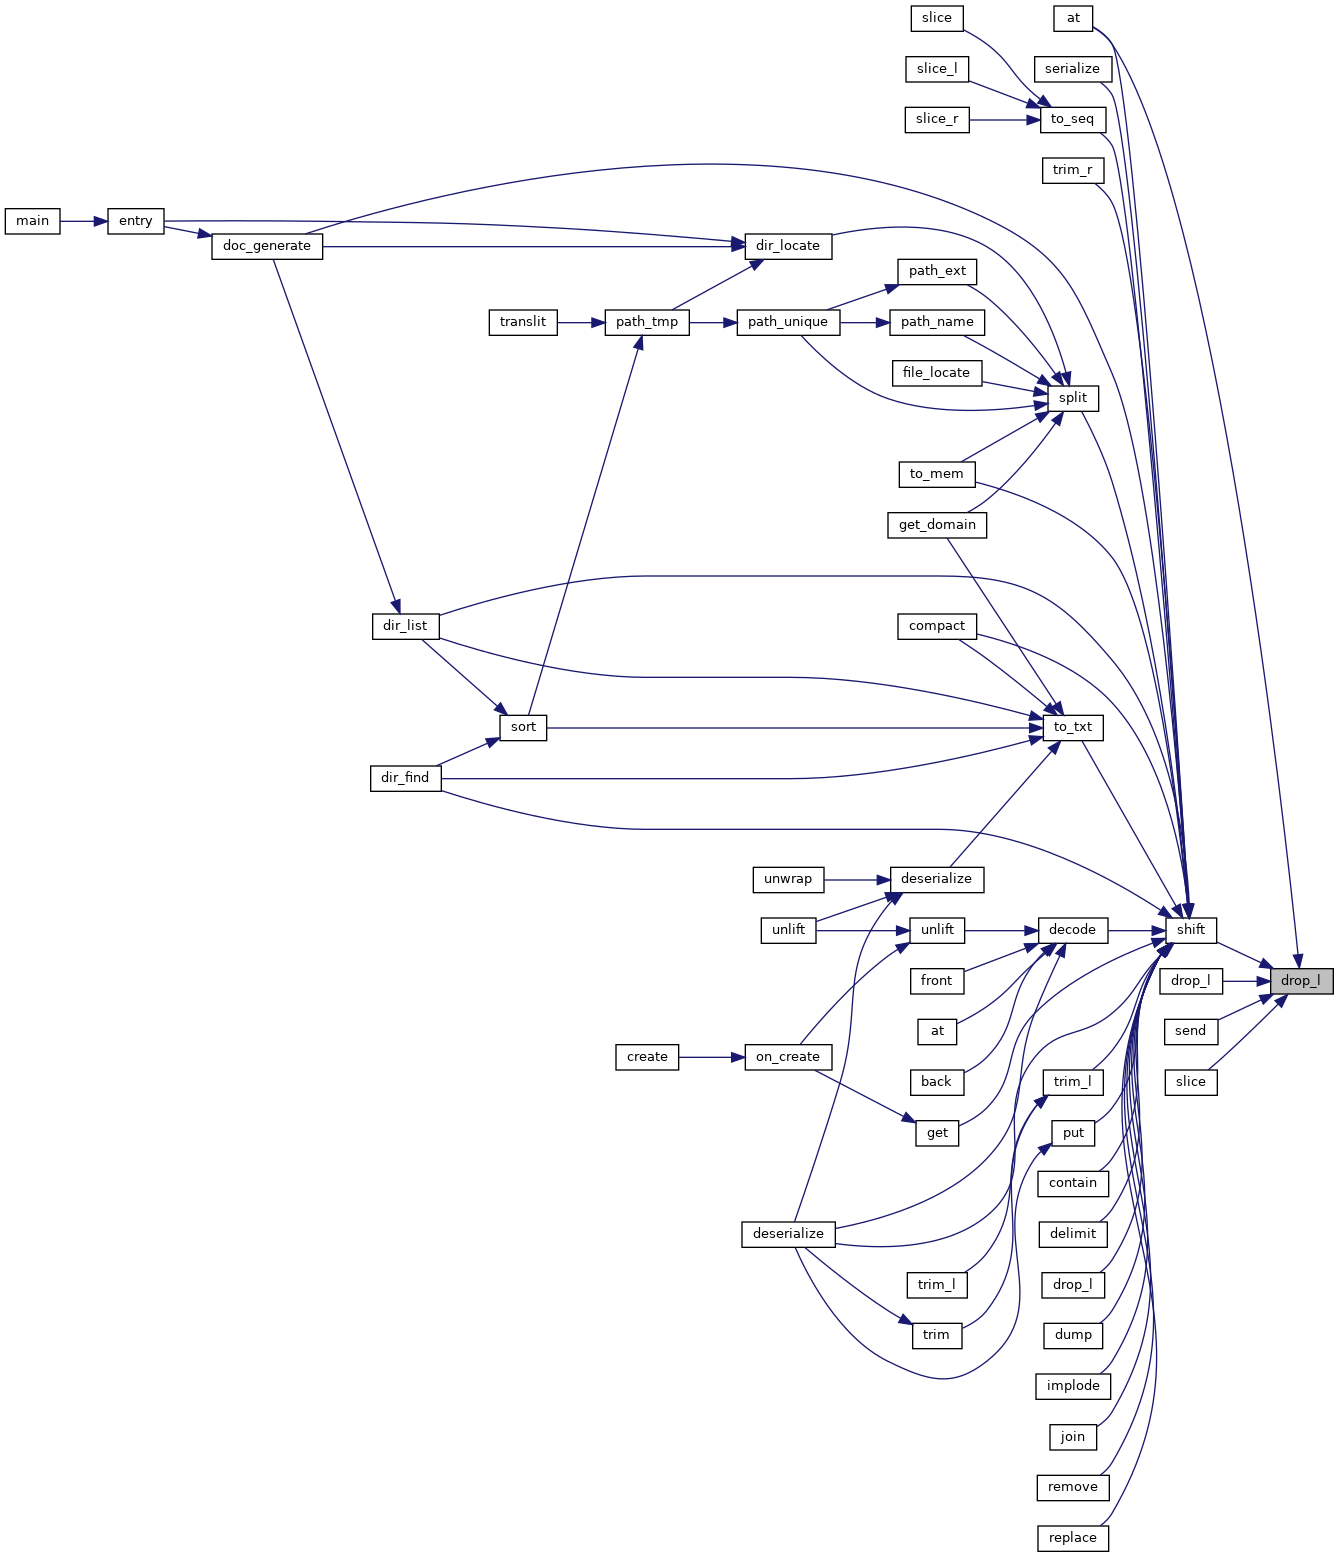 slice
at
slice_l
serialize
slice_r
to_seq
trim_r
main
entry
doc_generate
dir_locate
path_ext
translit
path_tmp
path_unique
path_name
file_locate
split
to_mem
get_domain
dir_list
compact
sort
to_txt
dir_find
unwrap
deserialize
unlift
unlift
decode
shift
front
drop_l
drop_l
at
send
create
on_create
back
trim_l
slice
get
put
contain
deserialize
delimit
trim_l
drop_l
trim
dump
implode
join
remove
replace